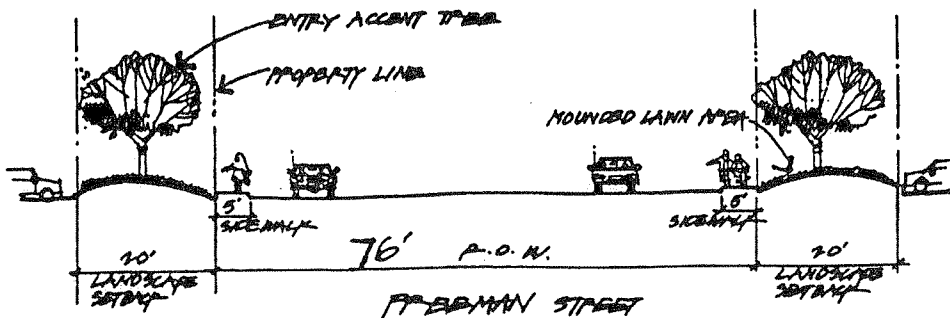 ENTRY ACCENT TREE
PROPERTY LINE
MOUNDED LAWN AREA
5'
SIDEWALK
5'
SIDEWALK
20'
LANDSCAPE
SETBACK
76' R.O.W.
20'
LANDSCAPE
SETBACK
FREEMAN STREET